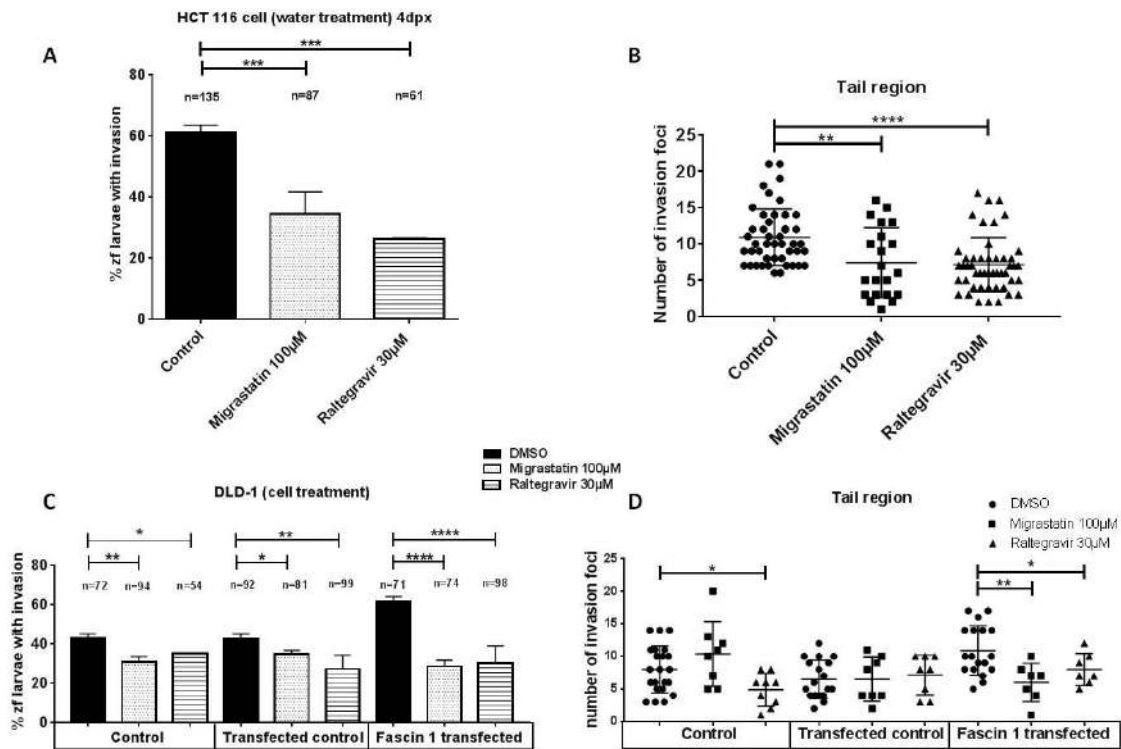 HCT 116 cell (water treatment) 4dpx
A
***
***
80
60
40
20
0
% zf larvae with invasion
n=135
n=87
n=61
Control
Migrastatin 100µM
Raltegravir 30µM
B
Tail region
****
**
25
20
15
10
5
0
Number of invasion foci
Control
Migrastatin 100µM
Raltegravir 30µM
DMSO
Migrastatin 100µM
Raltegravir 30µM
C
DLD-1 (cell treatment)
*
**
**
*
****
****
80
60
40
20
0
% zf larvae with invasion
n=72
n=94
n=54
n=92
n=81
n=99
n=71
n=74
n=98
Control
Transfected control
Fascin 1 transfected
D
Tail region
DMSO
Migrastatin 100µM
Raltegravir 30µM
*
*
**
30
25
20
15
10
5
0
number of invasion foci
Control
Transfected control
Fascin 1 transfected